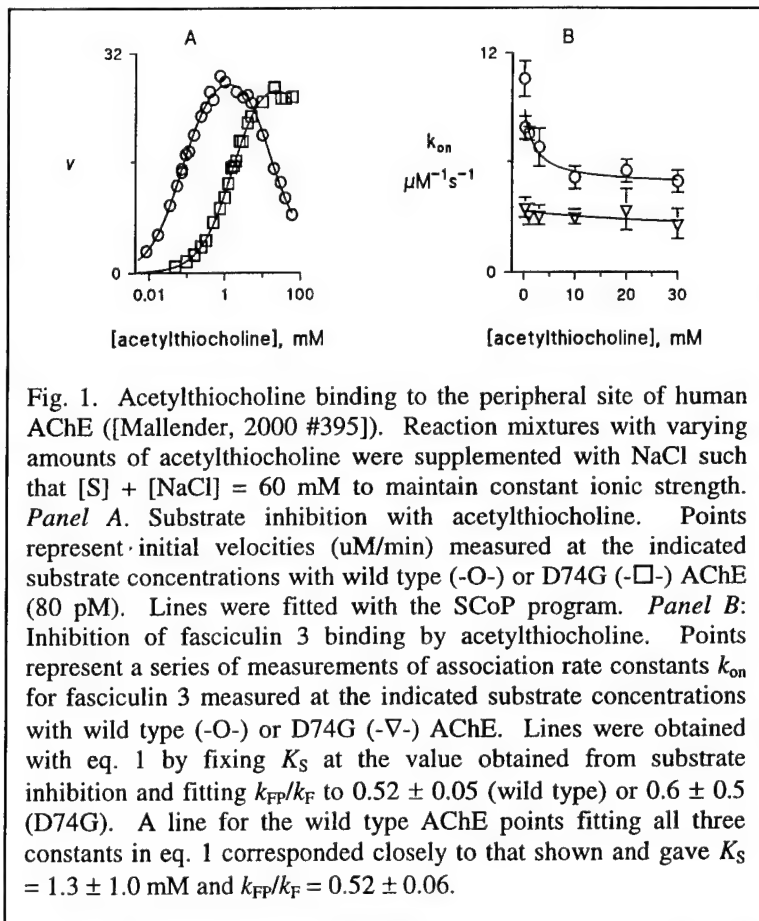 A
B
32
v
0
0.01 1 100
[acetylthiocholine], mM
12
k_on
μM⁻¹s⁻¹
0
0 10 20 30
[acetylthiocholine], mM
Fig. 1. Acetylthiocholine binding to the peripheral site of human
AChE ([Mallender, 2000 #395]). Reaction mixtures with varying
amounts of acetylthiocholine were supplemented with NaCl such
that [S] + [NaCl] = 60 mM to maintain constant ionic strength.
Panel A. Substrate inhibition with acetylthiocholine. Points
represent initial velocities (uM/min) measured at the indicated
substrate concentrations with wild type (-O-) or D74G (-□-) AChE
(80 pM). Lines were fitted with the SCoP program. Panel B:
Inhibition of fasciculin 3 binding by acetylthiocholine. Points
represent a series of measurements of association rate constants k_on
for fasciculin 3 measured at the indicated substrate concentrations
with wild type (-O-) or D74G (-∇-) AChE. Lines were obtained
with eq. 1 by fixing K_S at the value obtained from substrate
inhibition and fitting k_FP/k_F to 0.52 ± 0.05 (wild type) or 0.6 ± 0.5
(D74G). A line for the wild type AChE points fitting all three
constants in eq. 1 corresponded closely to that shown and gave K_S
= 1.3 ± 1.0 mM and k_FP/k_F = 0.52 ± 0.06.